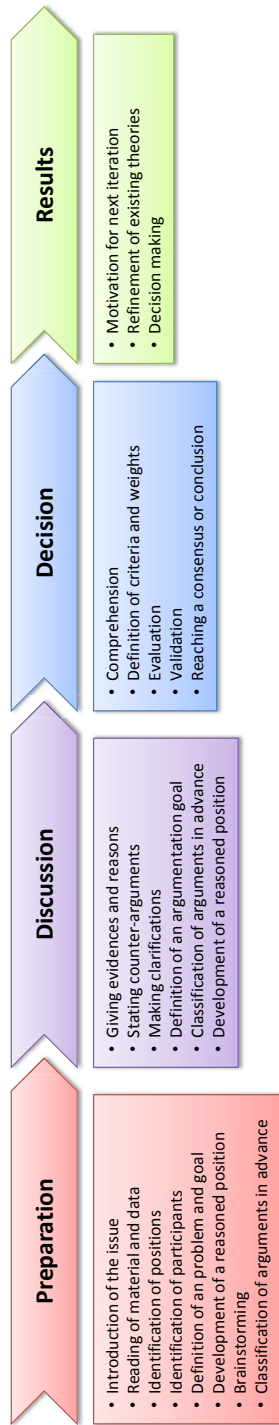 Preparation
• Introduction of the issue
• Reading of material and data
• Identification of positions
• Identification of participants
• Definition of an problem and goal
• Development of a reasoned position
• Brainstorming
• Classification of arguments in advance
Discussion
• Giving evidences and reasons
• Stating counter-arguments
• Making clarifications
• Definition of an argumentation goal
• Classification of arguments in advance
• Development of a reasoned position
Decision
• Comprehension
• Definition of criteria and weights
• Evaluation
• Validation
• Reaching a consensus or conclusion
Results
• Motivation for next iteration
• Refinement of existing theories
• Decision making